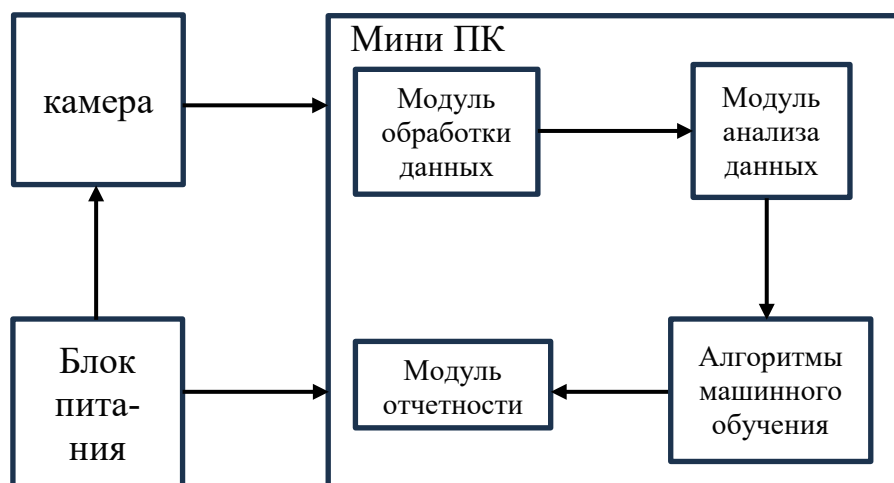 камера
Мини ПК
Модуль
обработки
данных
Модуль
анализа
данных
Блок
пита-
ния
Модуль
отчетности
Алгоритмы
машинного
обучения